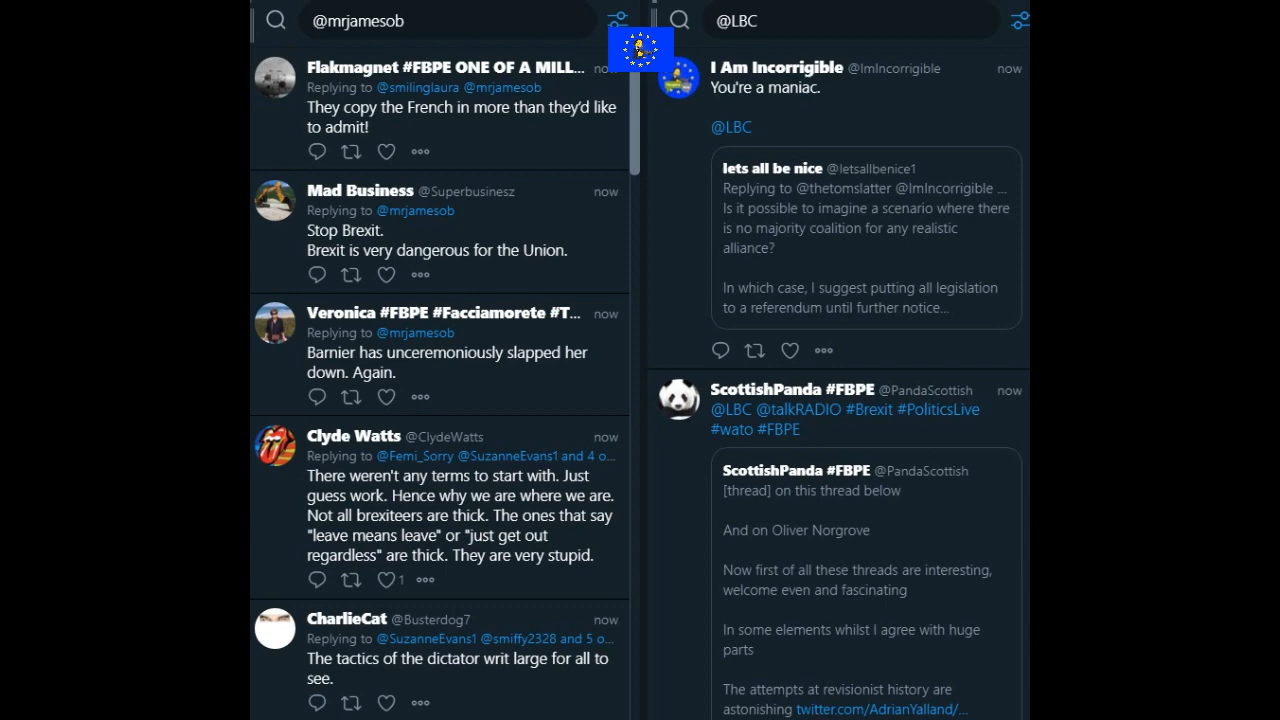 @mrjamesob
Flakmagnet #FBPE ONE OF A MILL... now
Replying to @smilinglaura @mrjamesob
They copy the French in more than they'd like
to admit!
Mad Business @Superbusinesz now
Replying to @mrjamesob
Stop Brexit.
Brexit is very dangerous for the Union.
Veronica #FBPE #Facciamorete #T... now
Replying to @mrjamesob
Barnier has unceremoniously slapped her
down. Again.
Clyde Watts @ClydeWatts now
Replying to @Femi_Sorry @SuzanneEvans1 and 4 o...
There weren't any terms to start with. Just
guess work. Hence why we are where we are.
Not all brexiteers are thick. The ones that say
"leave means leave" or "just get out
regardless" are thick. They are very stupid.
1
CharlieCat @Busterdog7 now
Replying to @SuzanneEvans1 @smiffy2328 and 5 o...
The tactics of the dictator writ large for all to
see.
@LBC
I Am Incorrigible @ImIncorrigible now
You're a maniac.
@LBC
lets all be nice @letsallbenice1
Replying to @thetomslatter @ImIncorrigible ...
Is it possible to imagine a scenario where there
is no majority coalition for any realistic
alliance?
In which case, I suggest putting all legislation
to a referendum until further notice...
ScottishPanda #FBPE @PandaScottish now
@LBC @talkRADIO #Brexit #PoliticsLive
#wato #FBPE
ScottishPanda #FBPE @PandaScottish
[thread] on this thread below
And on Oliver Norgrove
Now first of all these threads are interesting,
welcome even and fascinating
In some elements whilst I agree with huge
parts
The attempts at revisionist history are
astonishing twitter.com/AdrianYalland/...